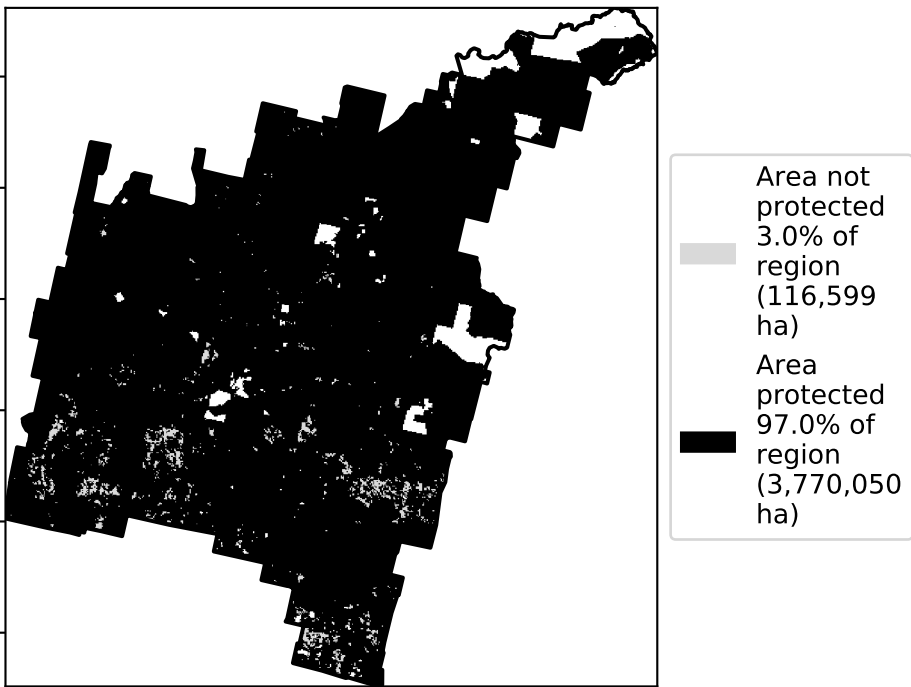 Area not
protected
3.0% of
region
(116,599
ha)
Area
protected
97.0% of
region
(3,770,050
ha)